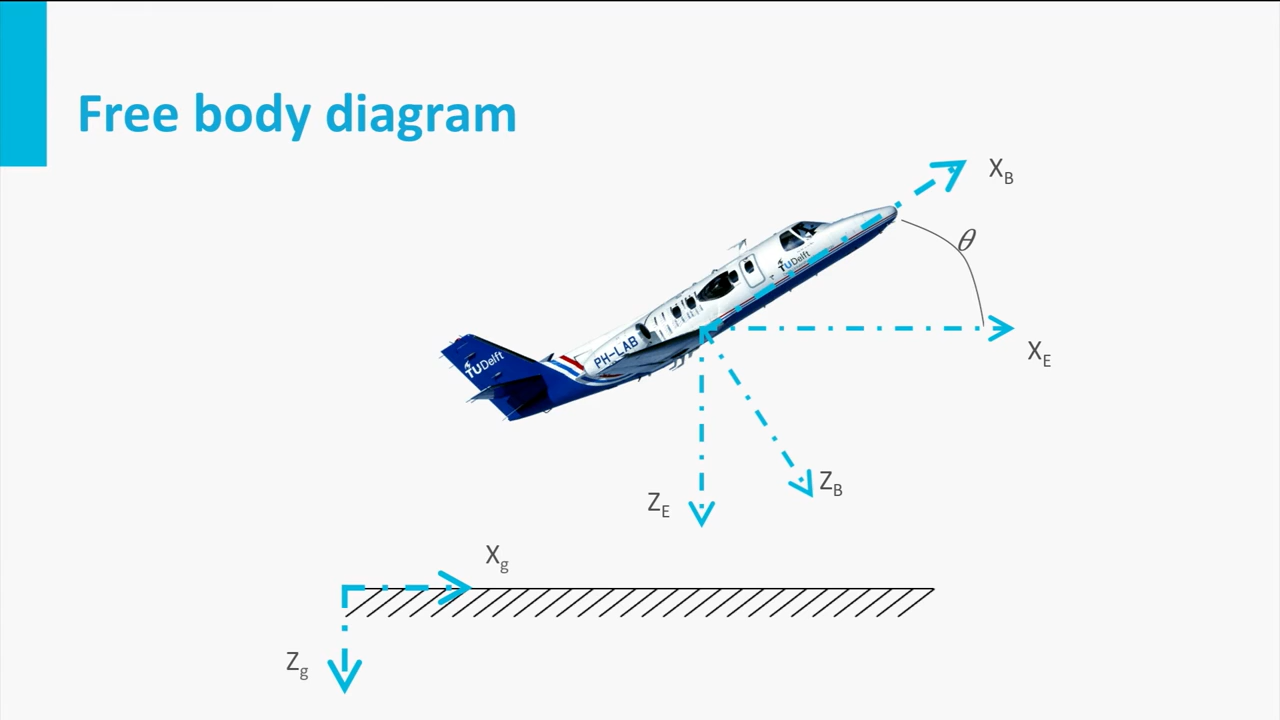 Free body diagram
X_B
θ
TUDelft
PH-LAB
TUDelft
X_E
Z_B
Z_E
X_g
Z_g